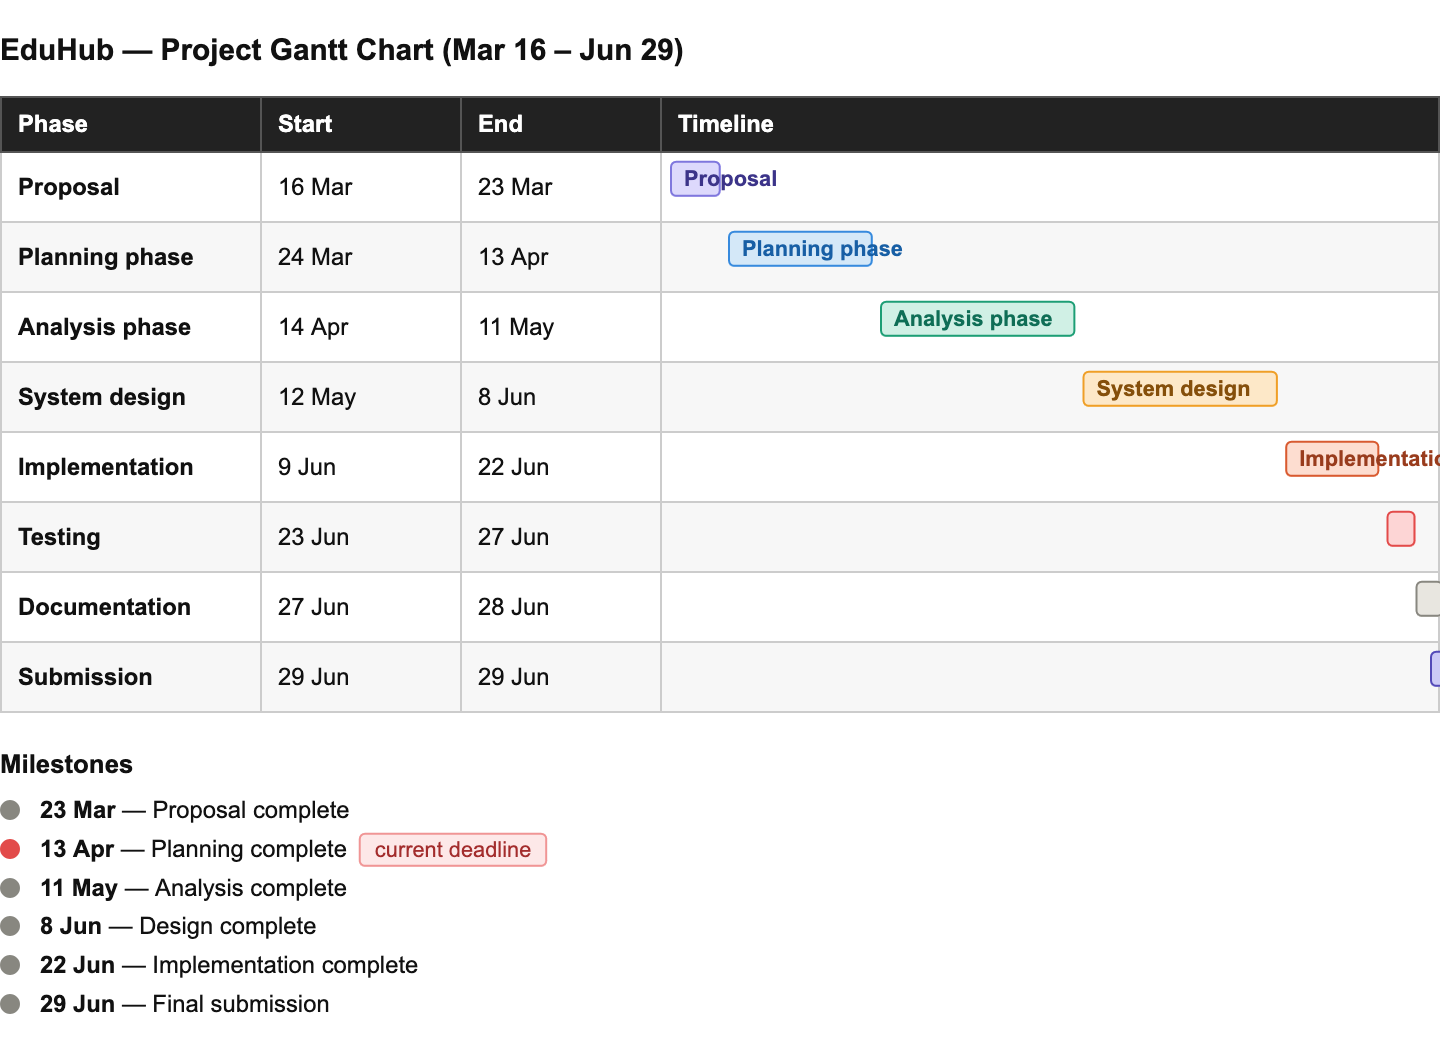 EduHub — Project Gantt Chart (Mar 16 – Jun 29)
Phase Start End Timeline
Proposal 16 Mar 23 Mar Proposal
Planning phase 24 Mar 13 Apr Planning phase
Analysis phase 14 Apr 11 May Analysis phase
System design 12 May 8 Jun System design
Implementation 9 Jun 22 Jun Implementatio
Testing 23 Jun 27 Jun
Documentation 27 Jun 28 Jun
Submission 29 Jun 29 Jun
Milestones
23 Mar — Proposal complete
13 Apr — Planning complete current deadline
11 May — Analysis complete
8 Jun — Design complete
22 Jun — Implementation complete
29 Jun — Final submission